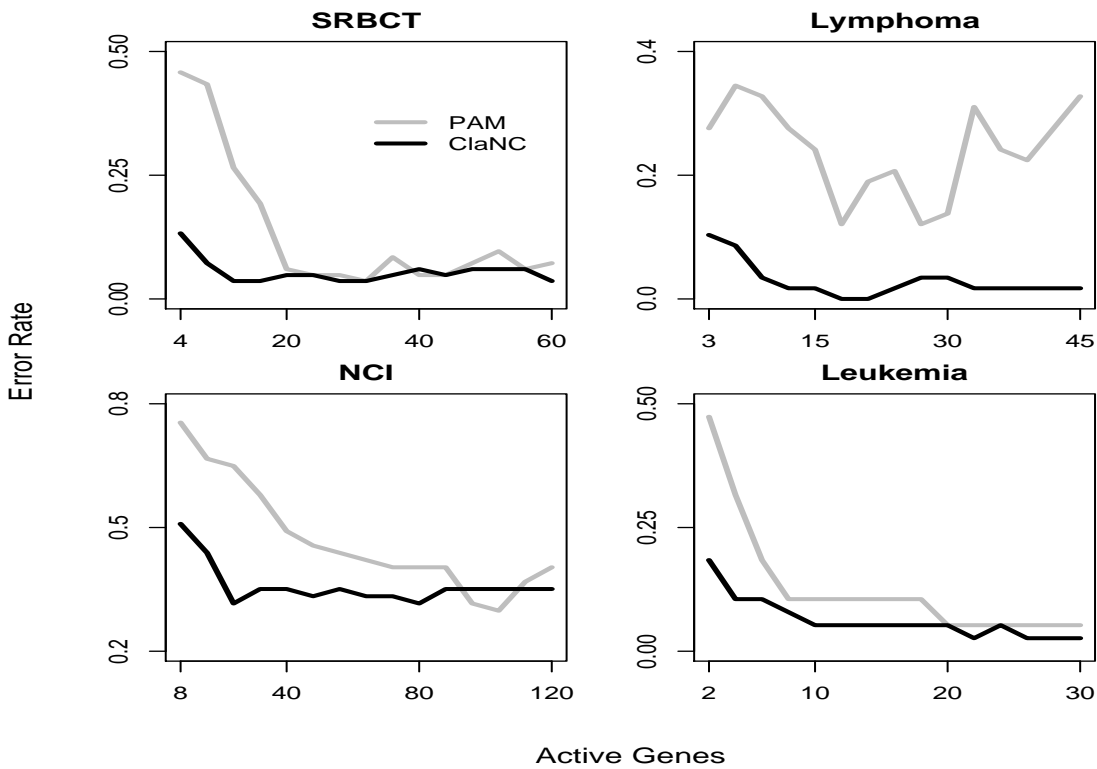 SRBCT
0.50
0.25
0.00
4 20 40 60
PAM
ClaNC
Lymphoma
0.4
0.2
0.0
3 15 30 45
NCI
0.8
0.5
0.2
8 40 80 120
Leukemia
0.50
0.25
0.00
2 10 20 30
Error Rate
Active Genes